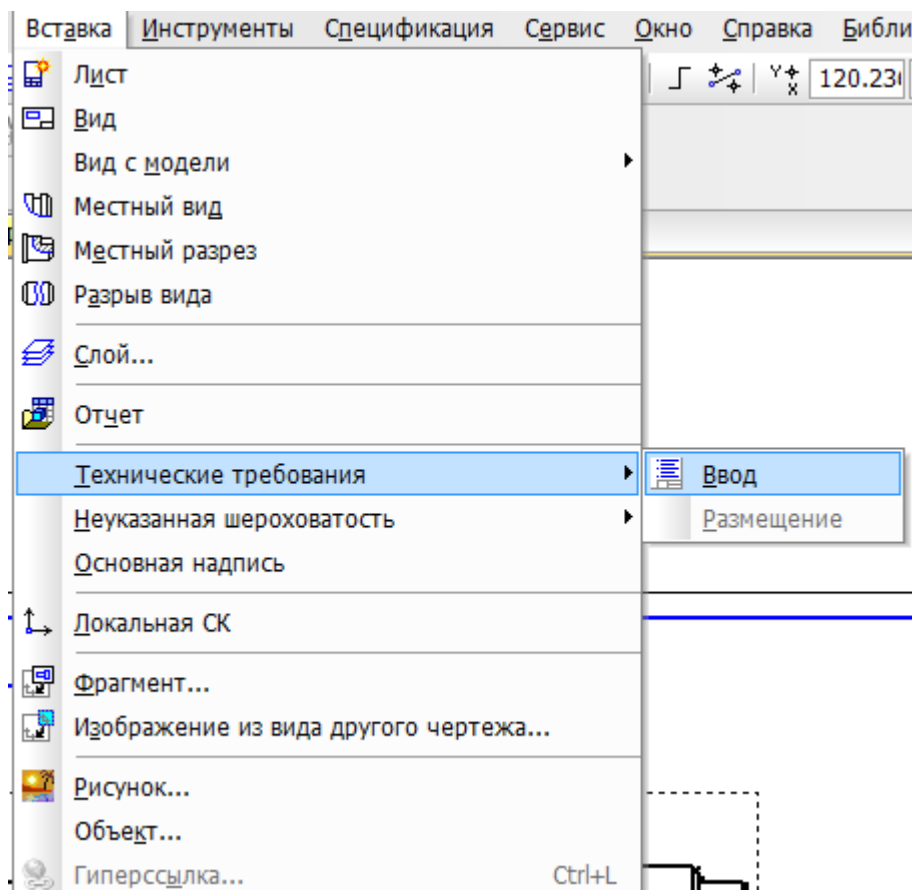 Вставка Инструменты Спецификация Сервис Окно Справка Библи
Лист
120.23
Вид
Вид с модели
Местный вид
Местный разрез
Разрыв вида
Слой...
Отчет
Технические требования
Ввод
Неуказанная шероховатость
Размещение
Основная надпись
Локальная СК
Фрагмент...
Изображение из вида другого чертежа...
Рисунок...
Объект...
Гиперссылка... Ctrl+L